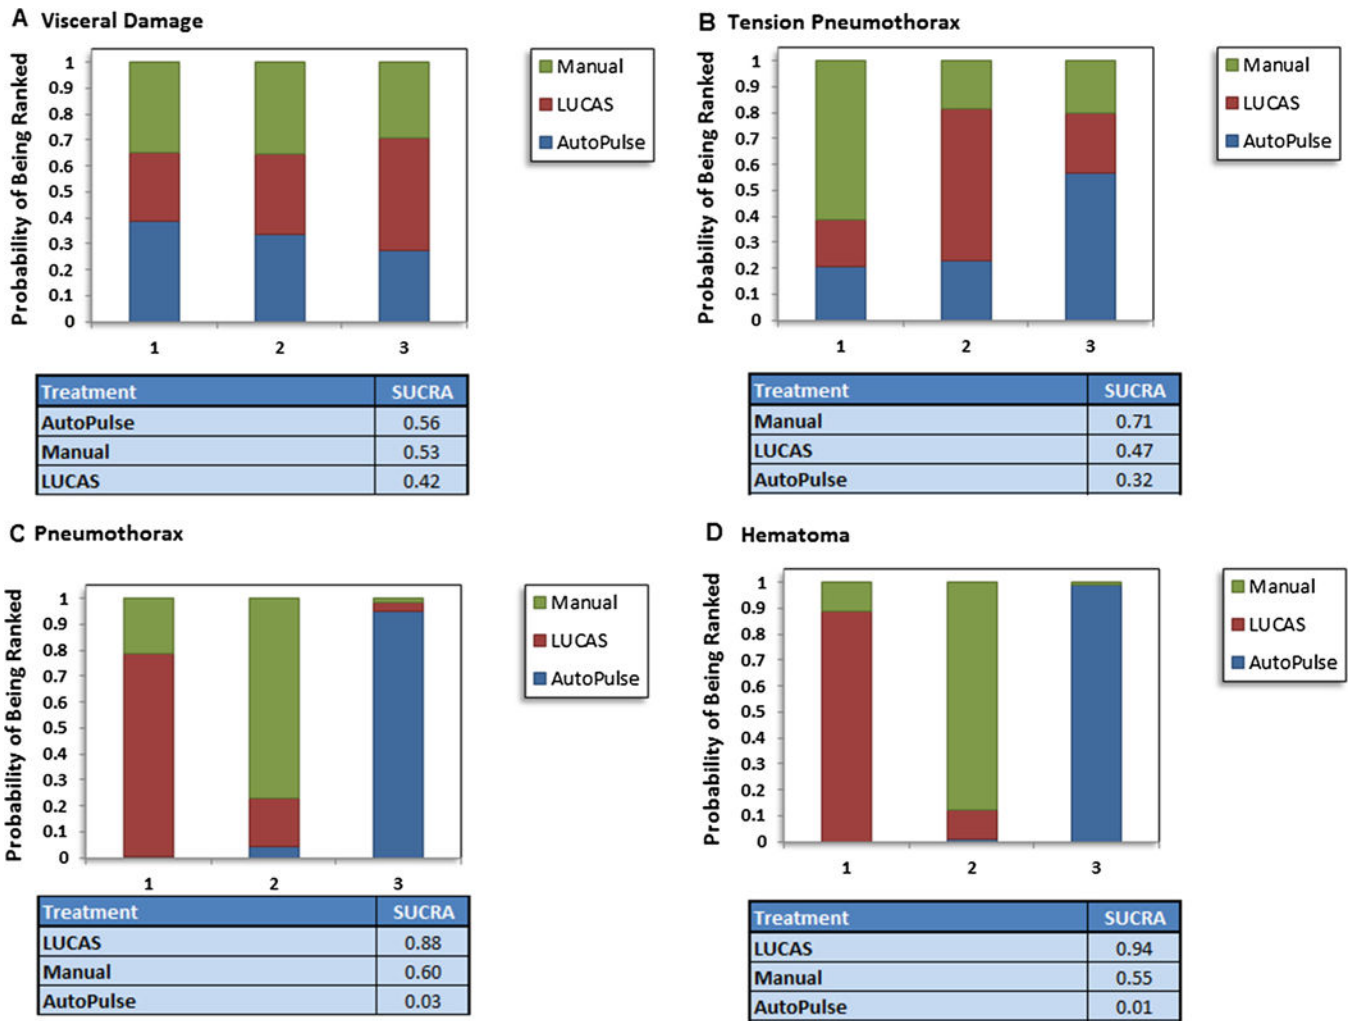 A Visceral Damage
Probability of Being Ranked
1
0.9
0.8
0.7
0.6
0.5
0.4
0.3
0.2
0.1
0
1 2 3
Manual
LUCAS
AutoPulse
Treatment SUCRA
AutoPulse 0.56
Manual 0.53
LUCAS 0.42
B Tension Pneumothorax
Probability of Being Ranked
1
0.9
0.8
0.7
0.6
0.5
0.4
0.3
0.2
0.1
0
1 2 3
Manual
LUCAS
AutoPulse
Treatment SUCRA
Manual 0.71
LUCAS 0.47
AutoPulse 0.32
C Pneumothorax
Probability of Being Ranked
1
0.9
0.8
0.7
0.6
0.5
0.4
0.3
0.2
0.1
0
1 2 3
Manual
LUCAS
AutoPulse
Treatment SUCRA
LUCAS 0.88
Manual 0.60
AutoPulse 0.03
D Hematoma
Probability of Being Ranked
1
0.9
0.8
0.7
0.6
0.5
0.4
0.3
0.2
0.1
0
1 2 3
Manual
LUCAS
AutoPulse
Treatment SUCRA
LUCAS 0.94
Manual 0.55
AutoPulse 0.01